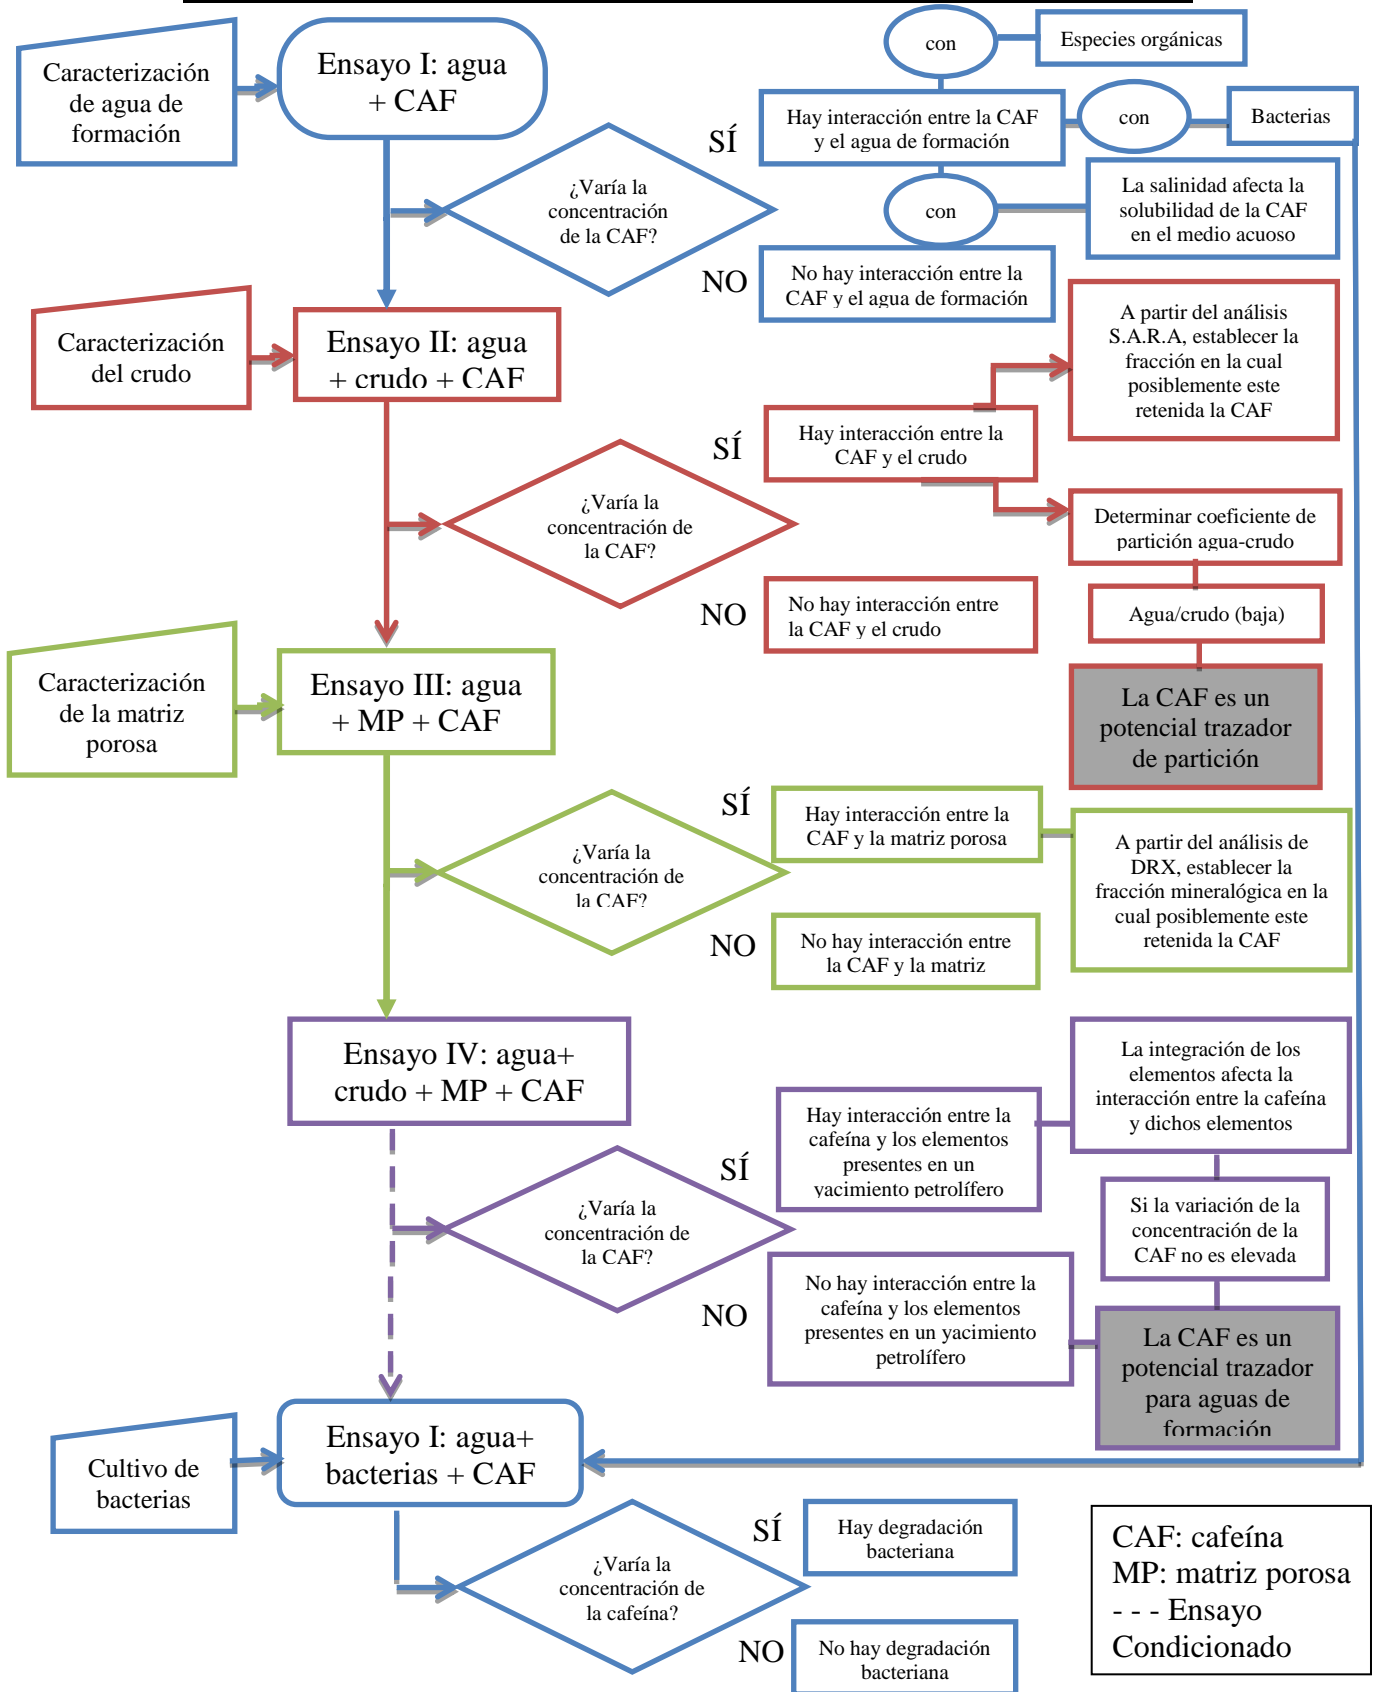 Caracterización
de agua de
formación
Ensayo I: agua
+ CAF
¿Varía la
concentración
de la CAF?
SÍ
Hay interacción entre la CAF
y el agua de formación
con
Especies orgánicas
con
Bacterias
con
La salinidad afecta la
solubilidad de la CAF
en el medio acuoso
NO
No hay interacción entre la
CAF y el agua de formación
Caracterización
del crudo
Ensayo II: agua
+ crudo + CAF
¿Varía la
concentración de
la CAF?
SÍ
Hay interacción entre la
CAF y el crudo
A partir del análisis
S.A.R.A, establecer la
fracción en la cual
posiblemente este
retenida la CAF
Determinar coeficiente de
partición agua-crudo
Agua/crudo (baja)
La CAF es un
potencial trazador
de partición
NO
No hay interacción entre
la CAF y el crudo
Caracterización
de la matriz
porosa
Ensayo III: agua
+ MP + CAF
¿Varía la
concentración de
la CAF?
SÍ
Hay interacción entre la
CAF y la matriz porosa
A partir del análisis de
DRX, establecer la
fracción mineralógica en la
cual posiblemente este
retenida la CAF
NO
No hay interacción entre
la CAF y la matriz
Ensayo IV: agua+
crudo + MP + CAF
¿Varía la
concentración de
la CAF?
SÍ
Hay interacción entre la
cafeína y los elementos
presentes en un
yacimiento petrolífero
La integración de los
elementos afecta la
interacción entre la cafeína
y dichos elementos
Si la variación de la
concentración de la
CAF no es elevada
NO
No hay interacción entre la
cafeína y los elementos
presentes en un yacimiento
petrolífero
La CAF es un
potencial trazador
para aguas de
formación
Cultivo de
bacterias
Ensayo I: agua+
bacterias + CAF
¿Varía la
concentración de
la cafeína?
SÍ
Hay degradación
bacteriana
NO
No hay degradación
bacteriana
CAF: cafeína
MP: matriz porosa
- - - Ensayo
Condicionado